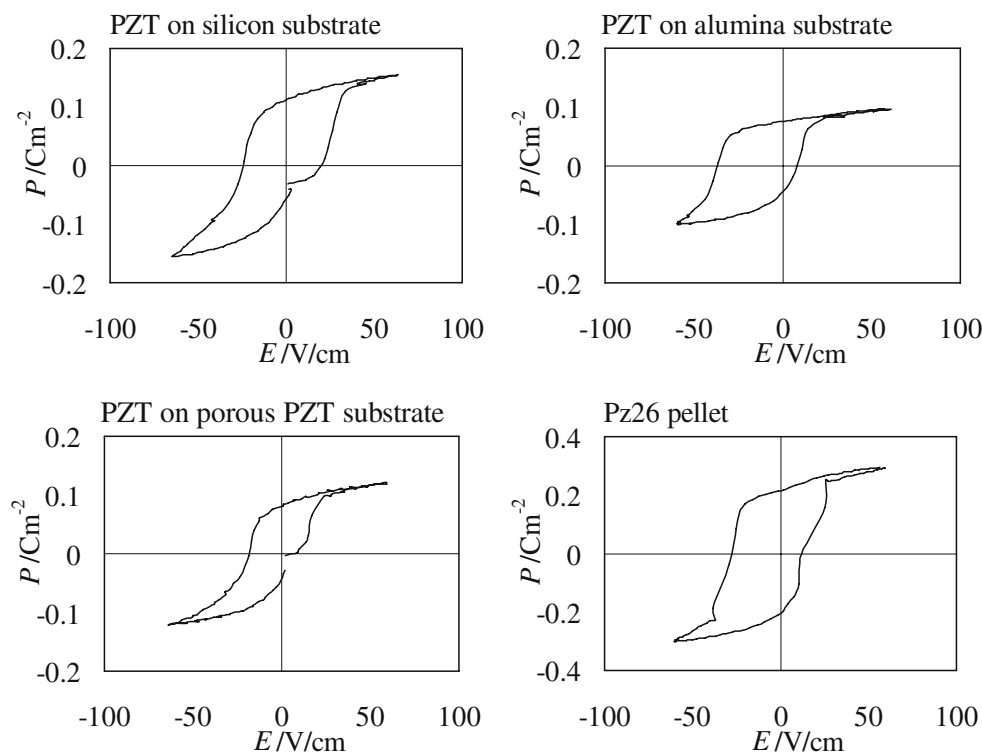 PZT on silicon substrate
0.2
0.1
0
-0.1
-0.2
P /Cm-2
-100 -50 0 50 100
E /V/cm
PZT on alumina substrate
0.2
0.1
0
-0.1
-0.2
P /Cm-2
-100 -50 0 50 100
E /V/cm
PZT on porous PZT substrate
0.2
0.1
0
-0.1
-0.2
P /Cm-2
-100 -50 0 50 100
E /V/cm
Pz26 pellet
0.4
0.2
0
-0.2
-0.4
P /Cm-2
-100 -50 0 50 100
E /V/cm